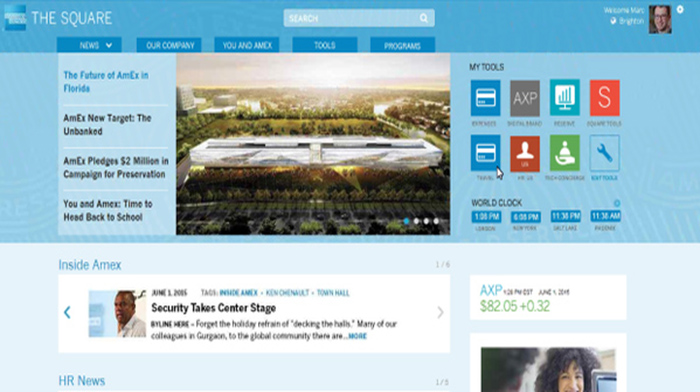 THE SQUARE
SEARCH
Welcome Marc
Brighton
NEWS
OUR COMPANY
YOU AND AMEX
TOOLS
PROGRAMS
The Future of AmEx in
Florida
AmEx New Target: The
Unbanked
AmEx Pledges $2 Million in
Campaign for Preservation
You and Amex: Time to
Head Back to School
MY TOOLS
EXPENSES
AXP
DIGITAL BRAND
RECEIVE
S
SQUARE TOOLS
TRAVEL
HR US
TECH CONCIERGE
EDIT TOOLS
WORLD CLOCK
1:08 PM
6:08 PM
11:38 PM
11:38 AM
LONDON
NEW YORK
SALT LAKE
PHOENIX
Inside Amex
1 / 6
JUNE 1, 2015 TAGS: INSIDE AMEX • KEN CHENAULT • TOWN HALL
Security Takes Center Stage
BYLINE HERE – Forget the holiday refrain of "decking the halls." Many of our
colleagues in Gurgaon, to the global community there are...MORE
AXP 1:28 PM EST JUNE 1, 2015
$82.05 +0.32
HR News
1 / 5